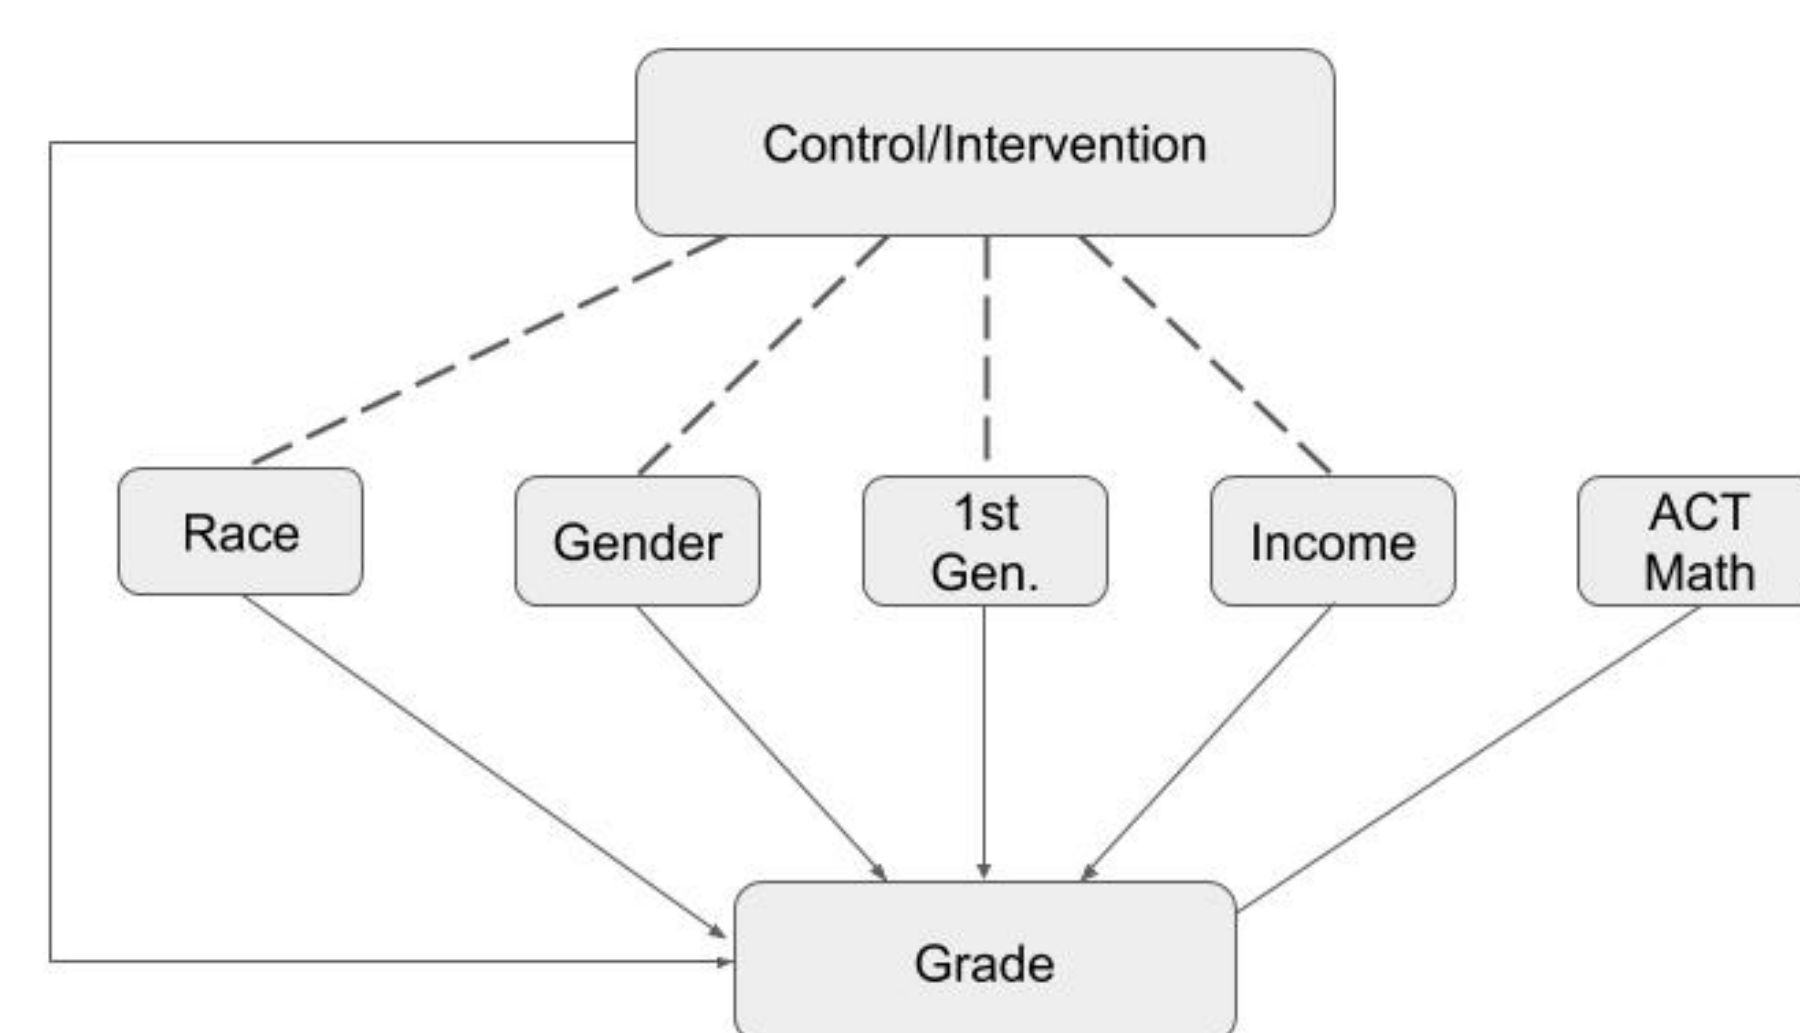 Control/Intervention
Race
Gender
1st
Gen.
Income
ACT
Math
Grade